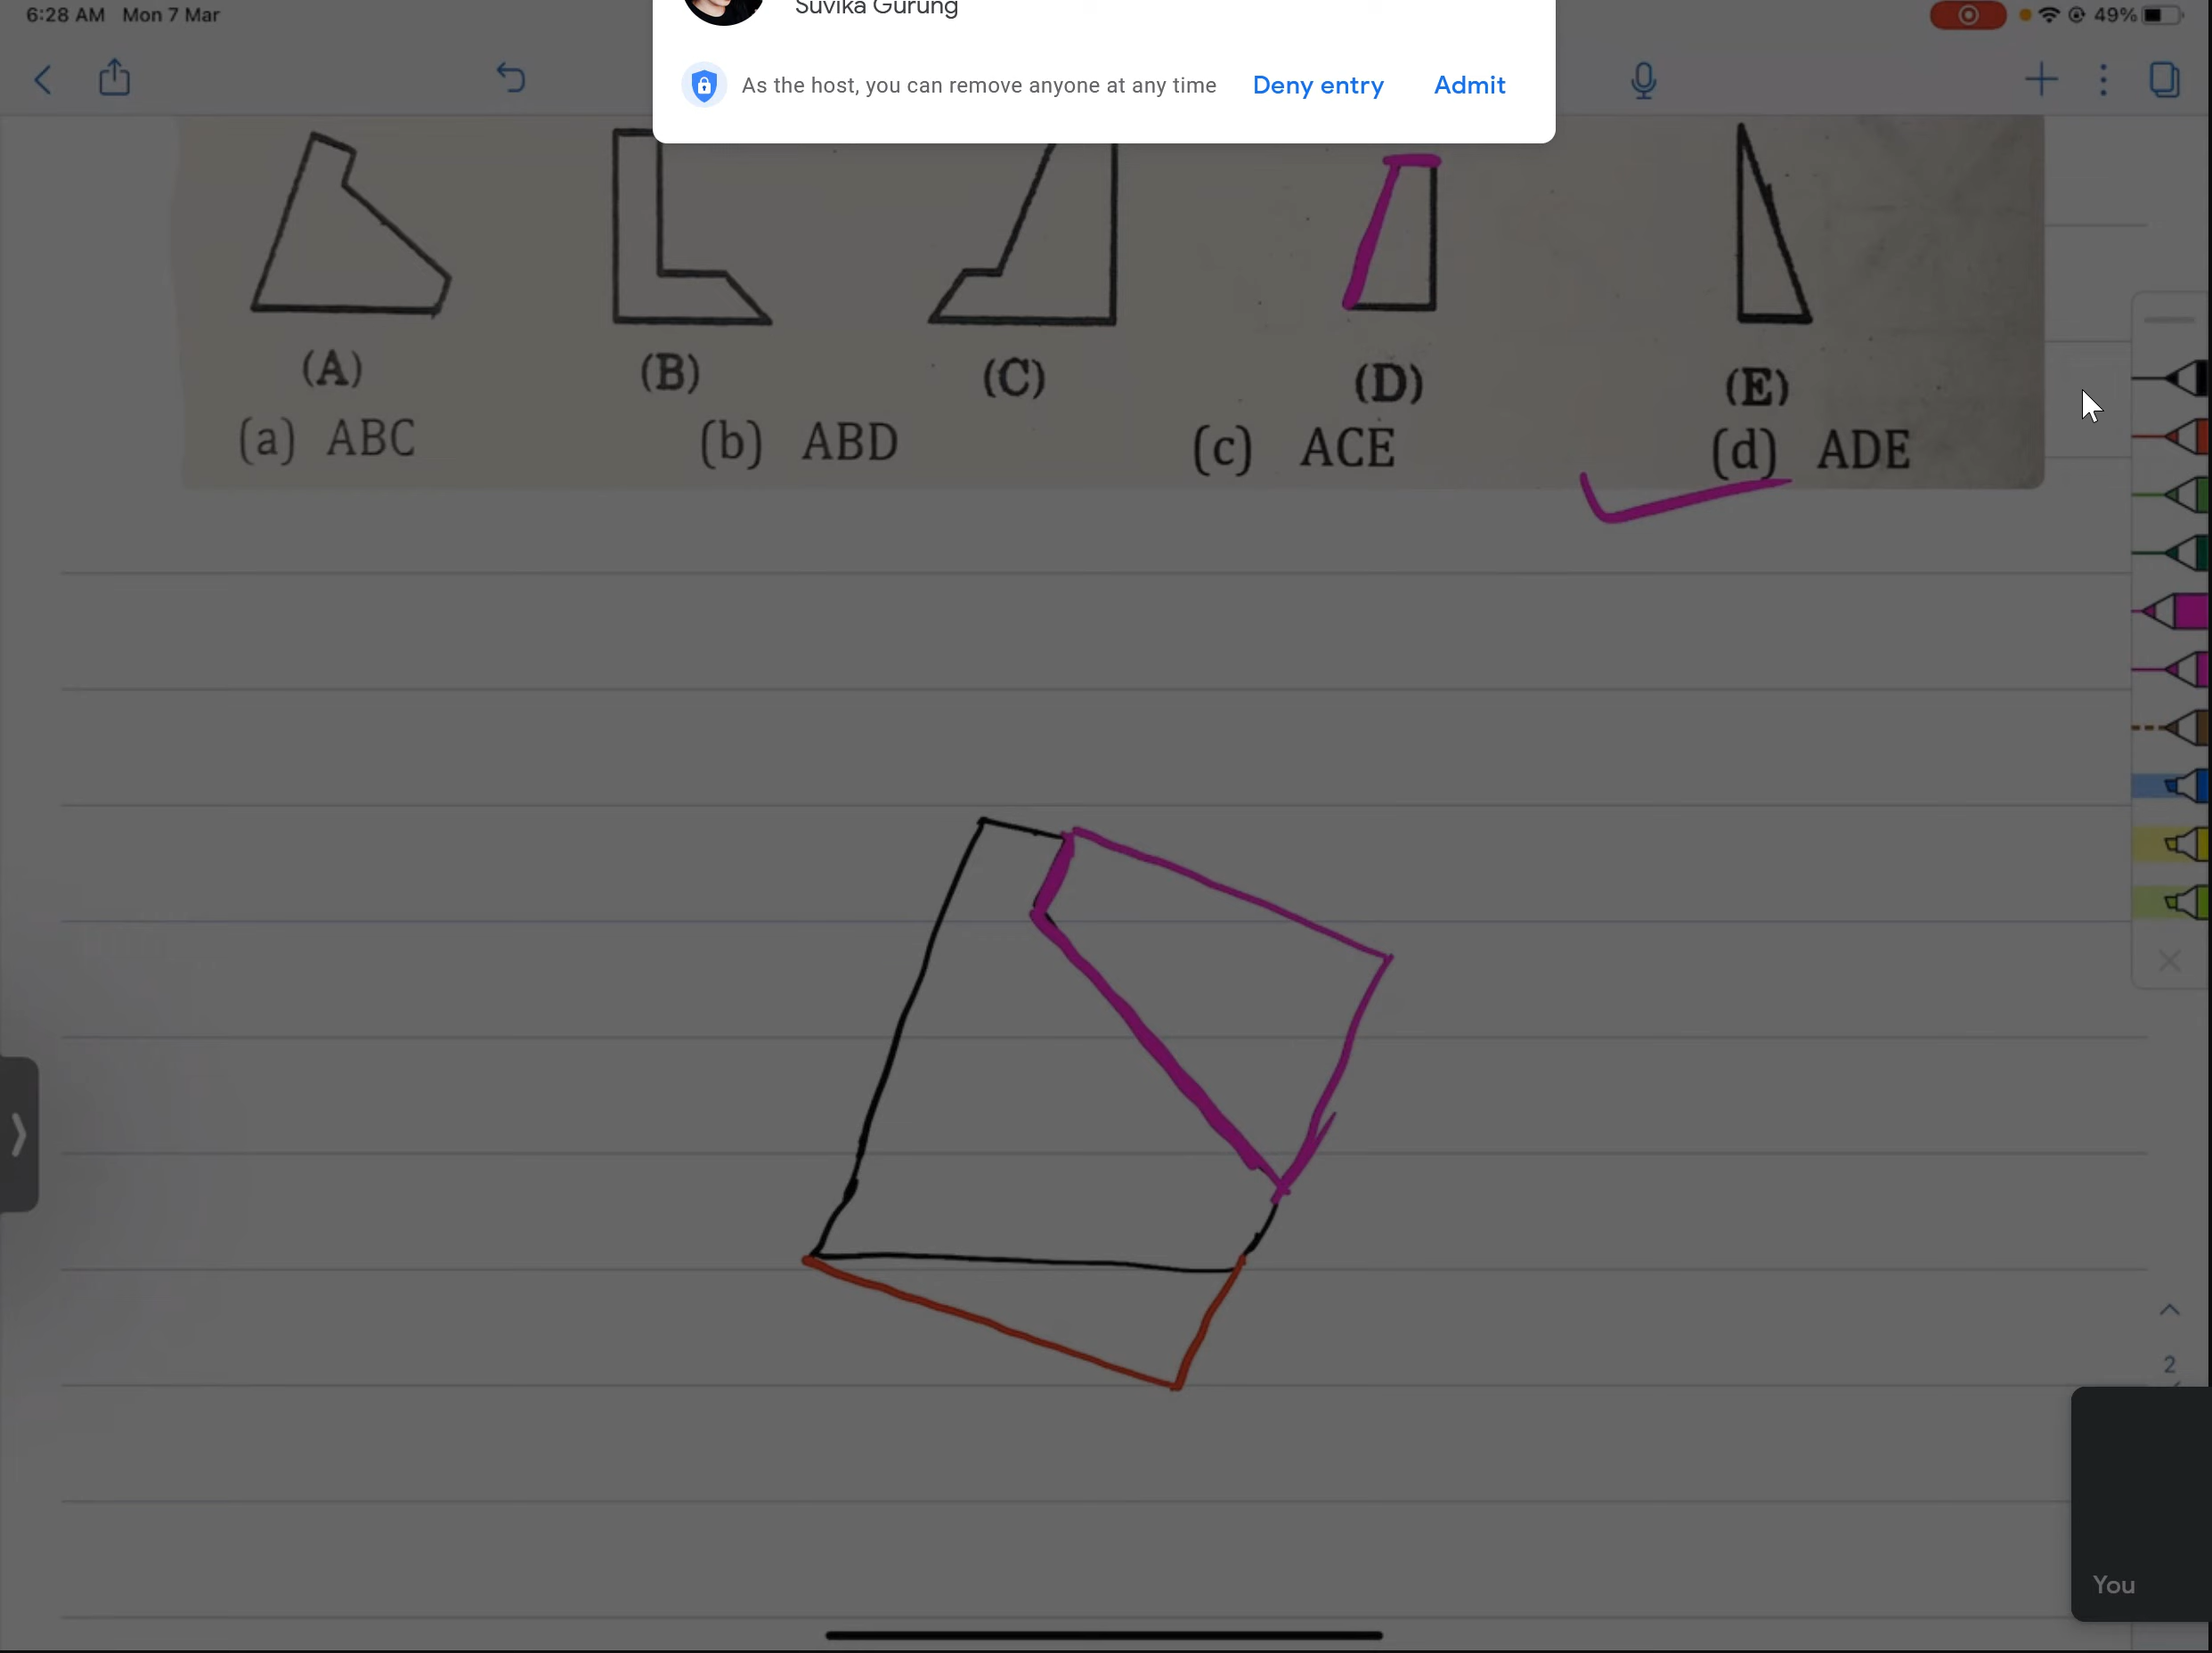 6:28 AM Mon 7 Mar
49%
Suvika Gurung
As the host, you can remove anyone at any time Deny entry Admit
(A) (B) (C) (D) (E)
(a) ABC (b) ABD (c) ACE (d) ADE
2
You